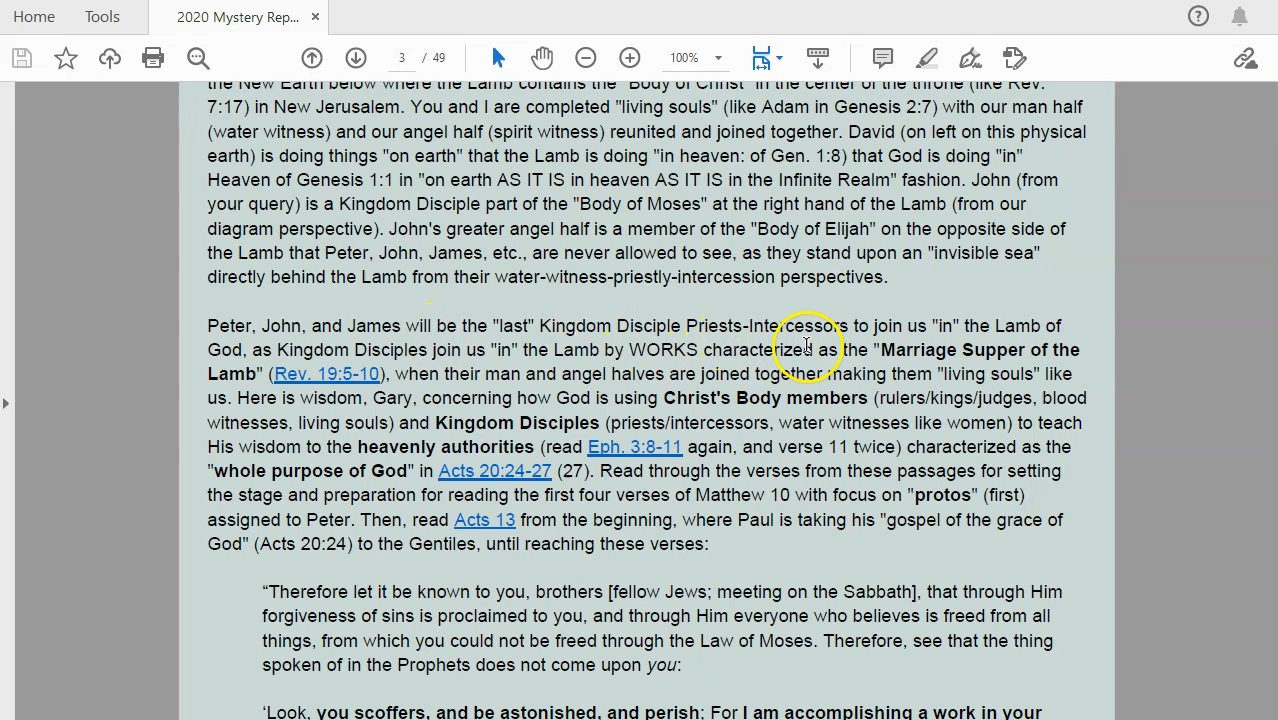 Home
Tools
2020 Mystery Rep...
×
?
3 / 49
100%
the New Earth below where the Lamb contains the "Body of Christ" in the center of the throne (like Rev.
7:17) in New Jerusalem. You and I are completed "living souls" (like Adam in Genesis 2:7) with our man half
(water witness) and our angel half (spirit witness) reunited and joined together. David (on left on this physical
earth) is doing things "on earth" that the Lamb is doing "in heaven: of Gen. 1:8) that God is doing "in"
Heaven of Genesis 1:1 in "on earth AS IT IS in heaven AS IT IS in the Infinite Realm" fashion. John (from
your query) is a Kingdom Disciple part of the "Body of Moses" at the right hand of the Lamb (from our
diagram perspective). John's greater angel half is a member of the "Body of Elijah" on the opposite side of
the Lamb that Peter, John, James, etc., are never allowed to see, as they stand upon an "invisible sea"
directly behind the Lamb from their water-witness-priestly-intercession perspectives.
Peter, John, and James will be the "last" Kingdom Disciple Priests-Intercessors to join us "in" the Lamb of
God, as Kingdom Disciples join us "in" the Lamb by WORKS characterized as the "Marriage Supper of the
Lamb" (Rev. 19:5-10), when their man and angel halves are joined together making them "living souls" like
us. Here is wisdom, Gary, concerning how God is using Christ's Body members (rulers/kings/judges, blood
witnesses, living souls) and Kingdom Disciples (priests/intercessors, water witnesses like women) to teach
His wisdom to the heavenly authorities (read Eph. 3:8-11 again, and verse 11 twice) characterized as the
"whole purpose of God" in Acts 20:24-27 (27). Read through the verses from these passages for setting
the stage and preparation for reading the first four verses of Matthew 10 with focus on "protos" (first)
assigned to Peter. Then, read Acts 13 from the beginning, where Paul is taking his "gospel of the grace of
God" (Acts 20:24) to the Gentiles, until reaching these verses:
“Therefore let it be known to you, brothers [fellow Jews; meeting on the Sabbath], that through Him
forgiveness of sins is proclaimed to you, and through Him everyone who believes is freed from all
things, from which you could not be freed through the Law of Moses. Therefore, see that the thing
spoken of in the Prophets does not come upon you:
‘Look, you scoffers, and be astonished, and perish; For I am accomplishing a work in your